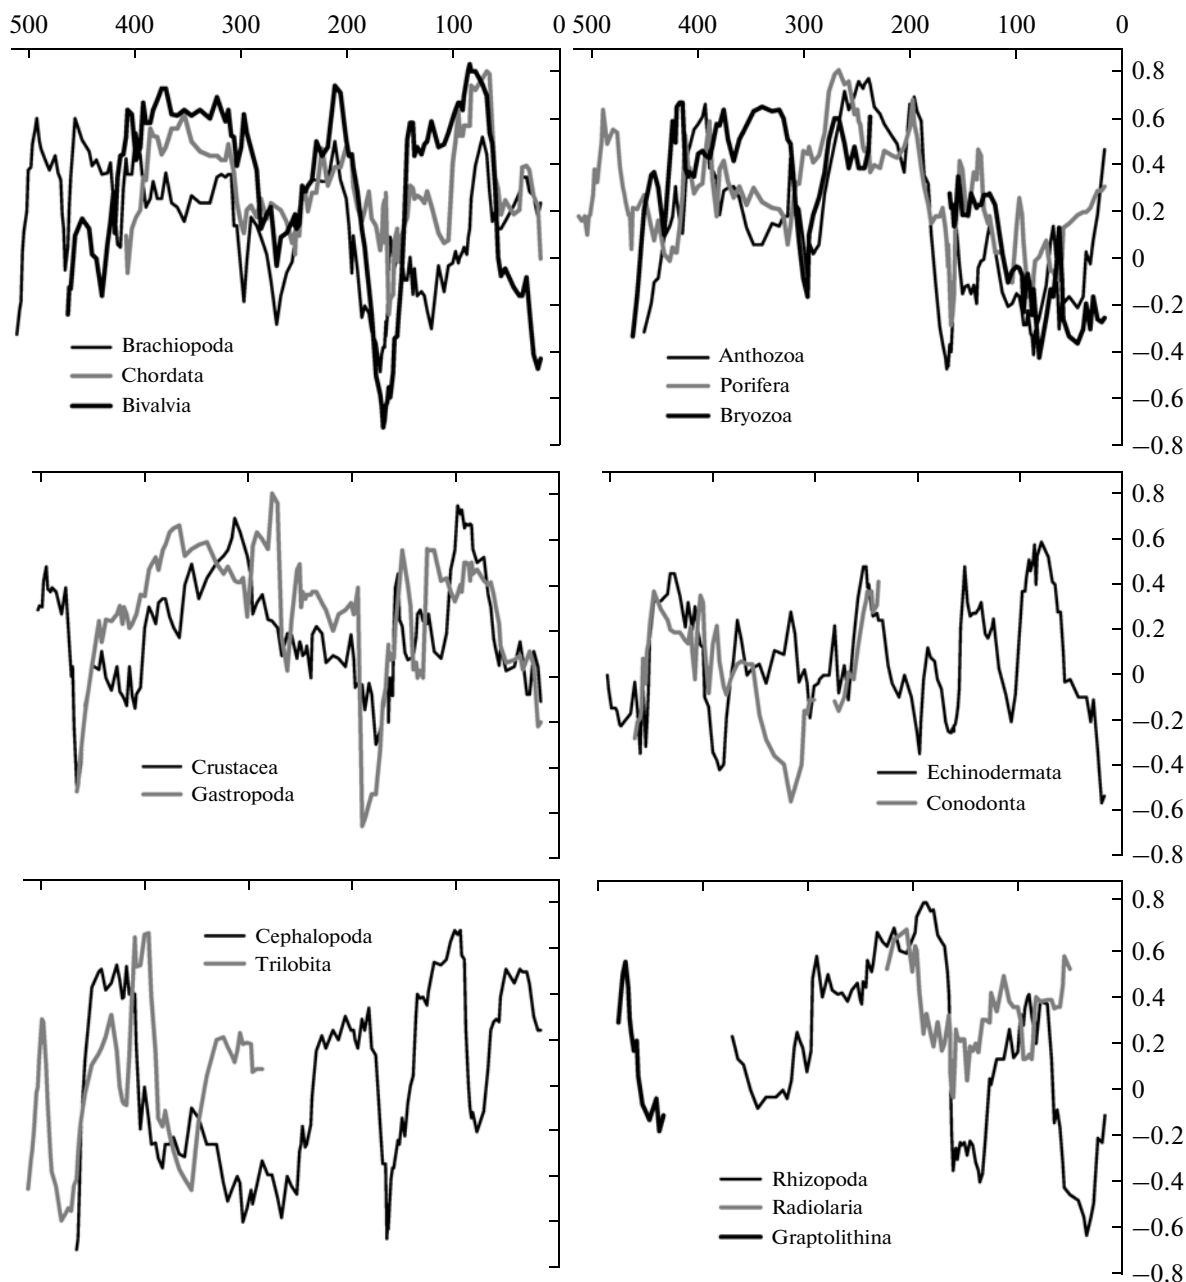 500 400 300 200 100 0
500 400 300 200 100 0
0.8
0.6
0.4
0.2
0
−0.2
−0.4
−0.6
−0.8
Brachiopoda
Chordata
Bivalvia
Anthozoa
Porifera
Bryozoa
0.8
0.6
0.4
0.2
0
−0.2
−0.4
−0.6
−0.8
Crustacea
Gastropoda
Echinodermata
Conodonta
0.8
0.6
0.4
0.2
0
−0.2
−0.4
−0.6
−0.8
Cephalopoda
Trilobita
Rhizopoda
Radiolaria
Graptolithina